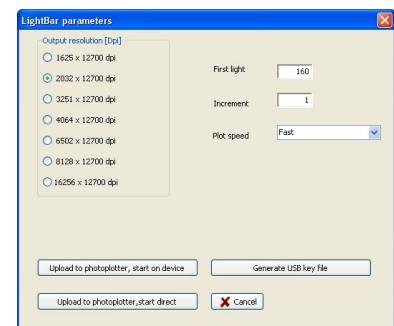 LightBar parameters
Output resolution [Dpi]
1625 x 12700 dpi
2032 x 12700 dpi
3251 x 12700 dpi
4064 x 12700 dpi
6502 x 12700 dpi
8128 x 12700 dpi
16256 x 12700 dpi
First light 160
Increment 1
Plot speed Fast
Upload to photoplotter, start on device
Generate USB key file
Upload to photoplotter,start direct
Cancel